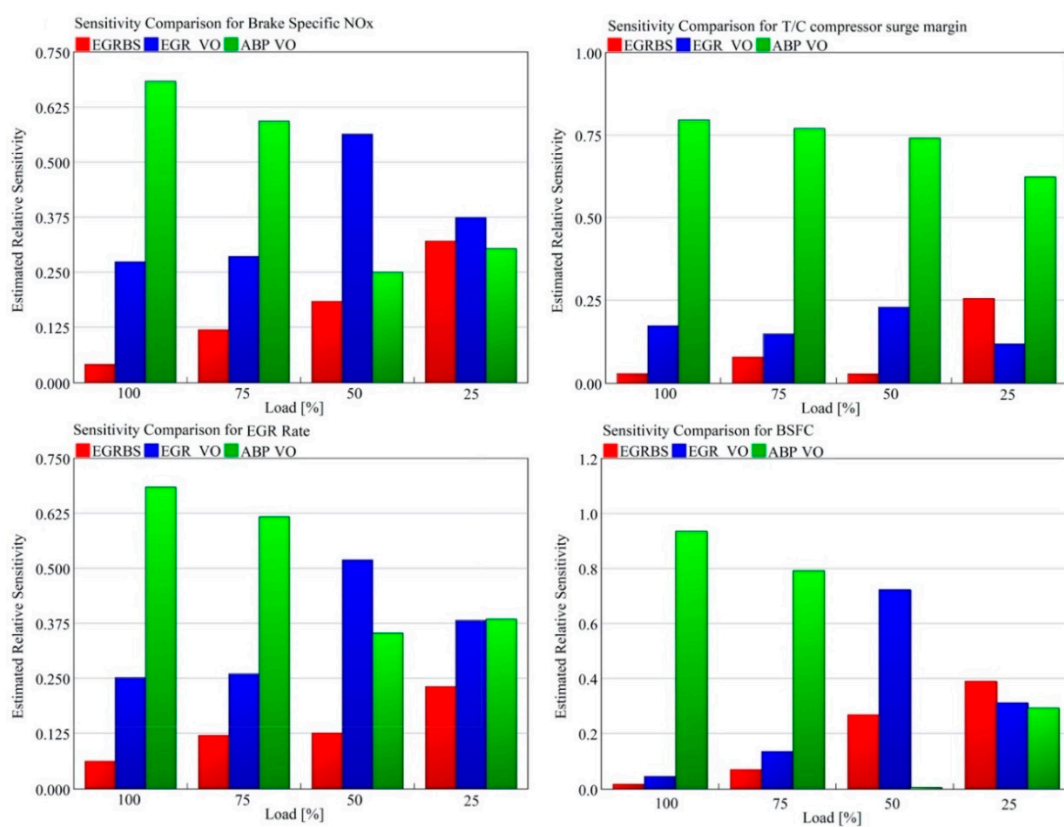 Sensitivity Comparison for Brake Specific NOx
EGRBS EGR VO ABP VO
0.750
0.625
0.500
0.375
0.250
0.125
0.000
Estimated Relative Sensitivity
100 75 50 25
Load [%]
Sensitivity Comparison for T/C compressor surge margin
EGRBS EGR VO ABP VO
1.00
0.75
0.50
0.25
0.00
Estimated Relative Sensitivity
100 75 50 25
Load [%]
Sensitivity Comparison for EGR Rate
EGRBS EGR VO ABP VO
0.750
0.625
0.500
0.375
0.250
0.125
0.000
Estimated Relative Sensitivity
100 75 50 25
Load [%]
Sensitivity Comparison for BSFC
EGRBS EGR VO ABP VO
1.2
1.0
0.8
0.6
0.4
0.2
0.0
Estimated Relative Sensitivity
100 75 50 25
Load [%]